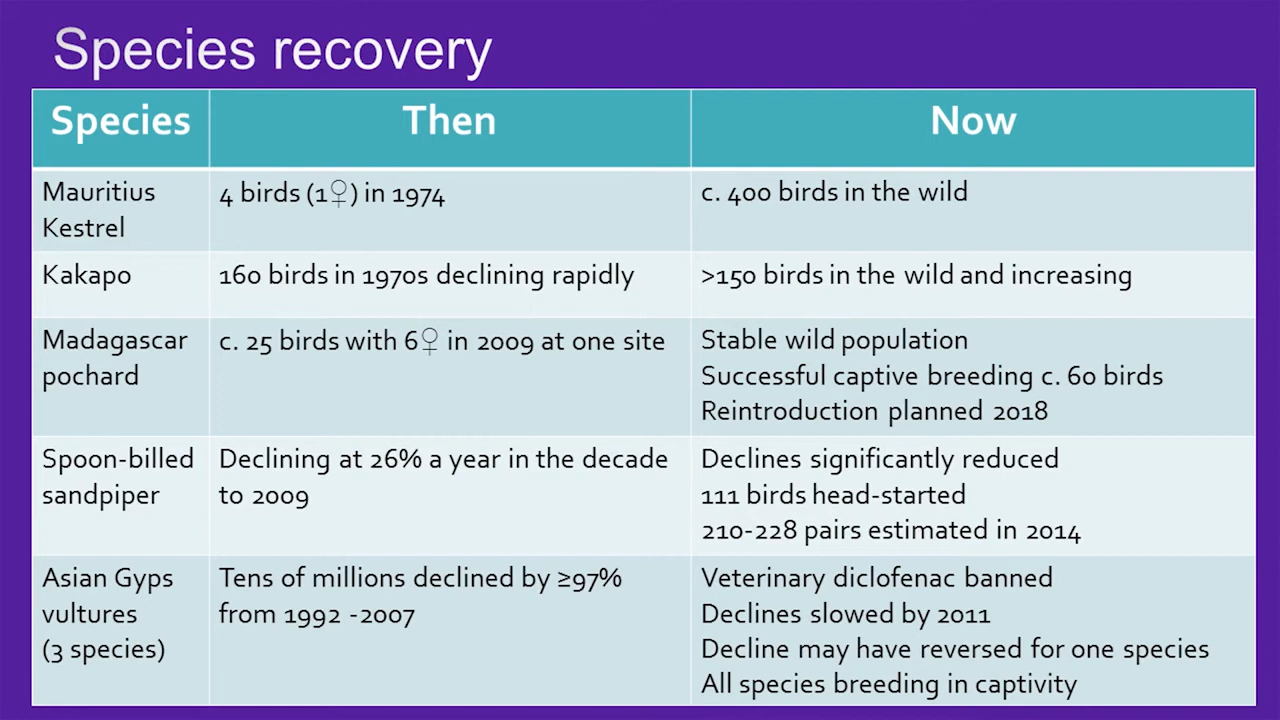 Species recovery
Species
Then
Now
Mauritius
Kestrel
4 birds (1♀) in 1974
c. 400 birds in the wild
Kakapo
160 birds in 1970s declining rapidly
>150 birds in the wild and increasing
Madagascar
pochard
c. 25 birds with 6♀ in 2009 at one site
Stable wild population
Successful captive breeding c. 60 birds
Reintroduction planned 2018
Spoon-billed
sandpiper
Declining at 26% a year in the decade
to 2009
Declines significantly reduced
111 birds head-started
210-228 pairs estimated in 2014
Asian Gyps
vultures
(3 species)
Tens of millions declined by ≥97%
from 1992 -2007
Veterinary diclofenac banned
Declines slowed by 2011
Decline may have reversed for one species
All species breeding in captivity